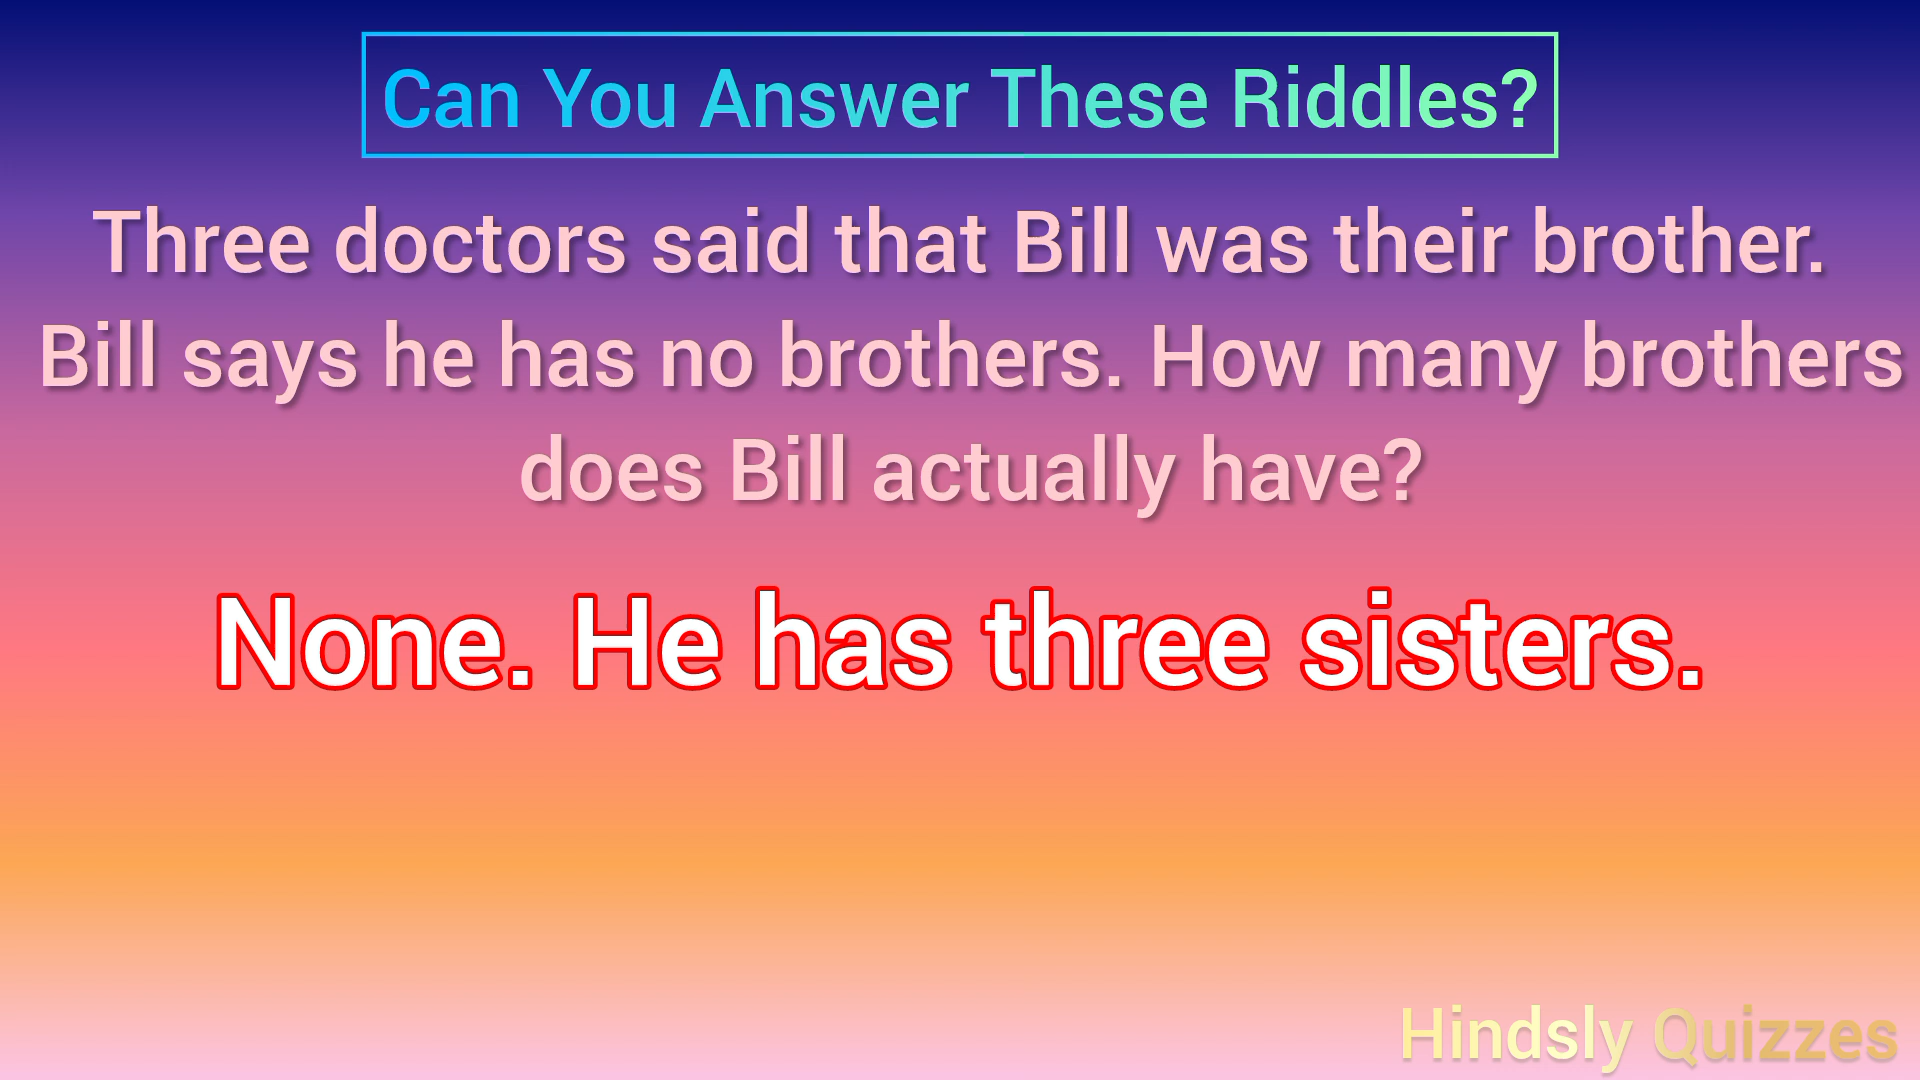 Can You Answer These Riddles?
Three doctors said that Bill was their brother.
Bill says he has no brothers. How many brothers
does Bill actually have?
None. He has three sisters.
Hindsly Quizzes